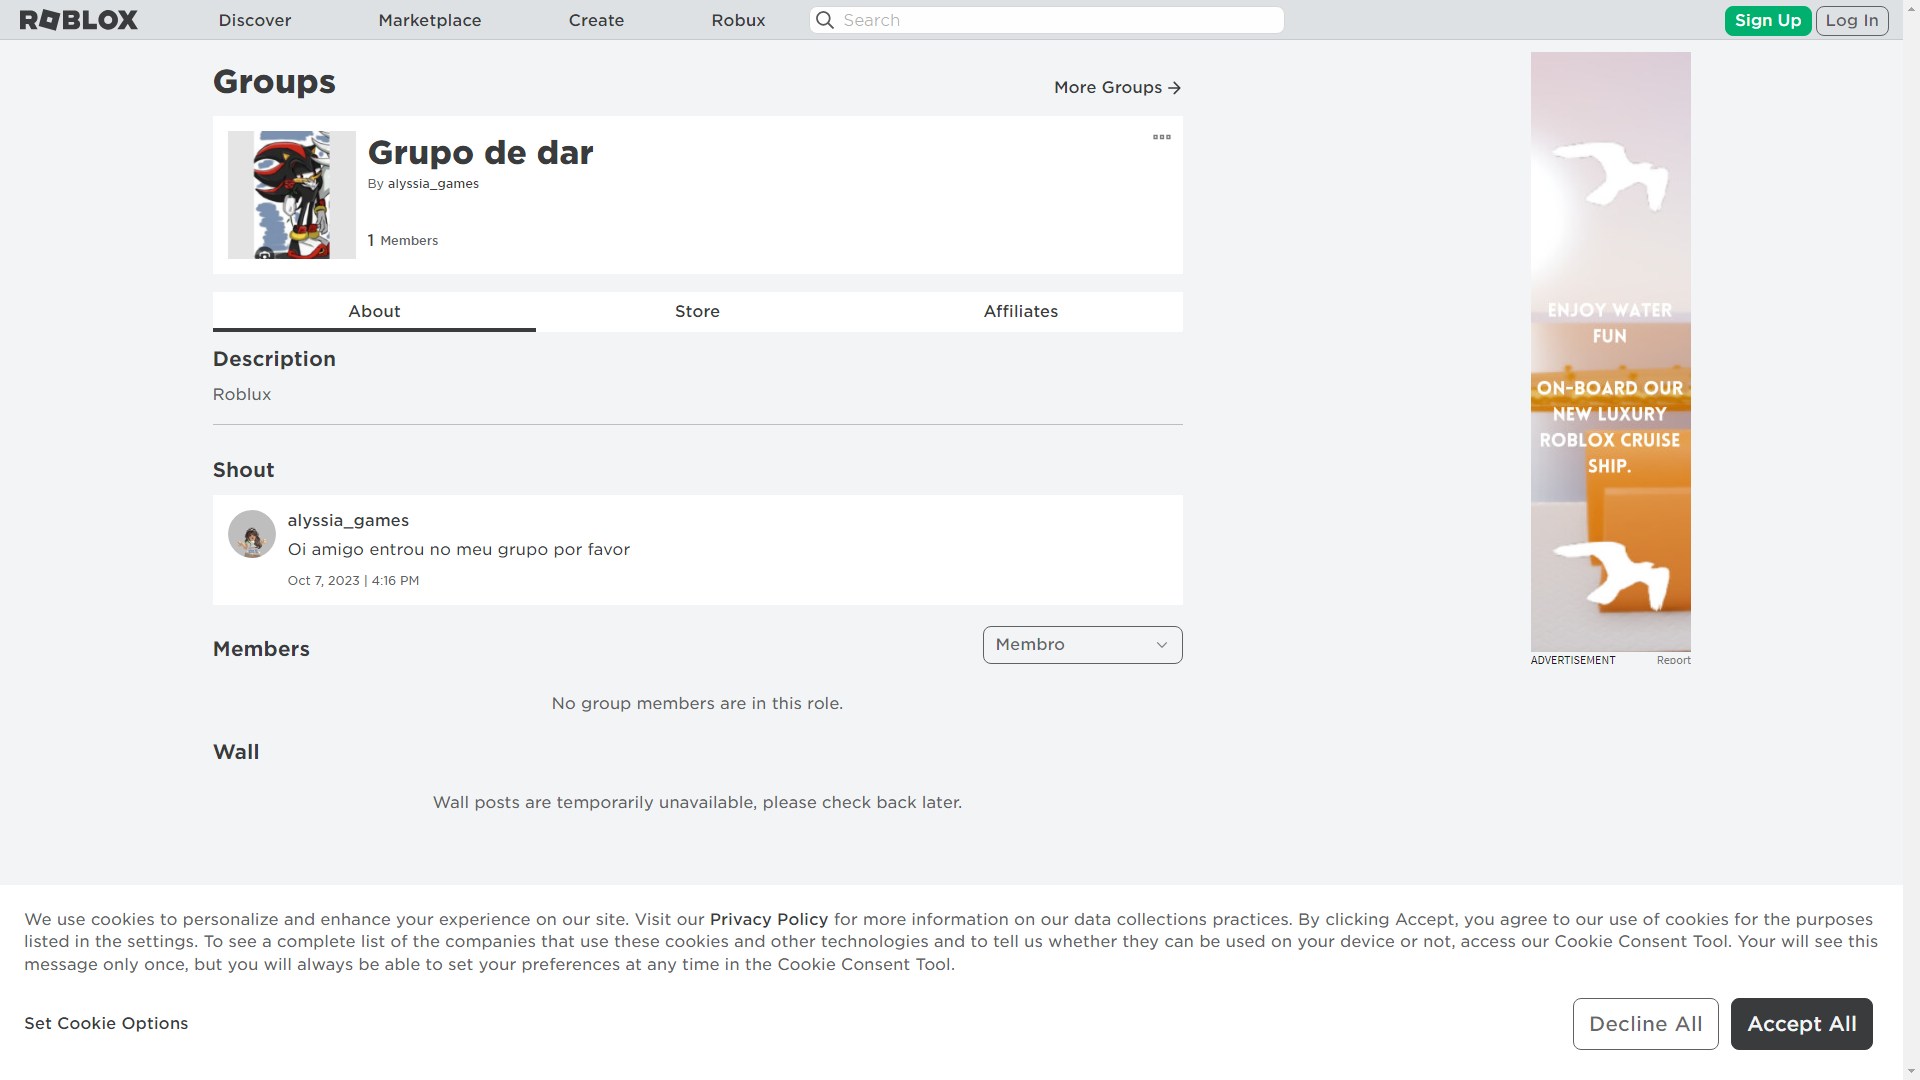 ROBLOX
Discover
Marketplace
Create
Robux
Search
Sign Up
Log In
Groups
More Groups
Grupo de dar
By alyssia_games
1 Members
About
Store
Affiliates
Description
Roblux
Shout
alyssia_games
Oi amigo entrou no meu grupo por favor
Oct 7, 2023 | 4:16 PM
Members
Membro
No group members are in this role.
Wall
Wall posts are temporarily unavailable, please check back later.
ENJOY WATER
FUN
ON-BOARD OUR
NEW LUXURY
ROBLOX CRUISE
SHIP.
ADVERTISEMENT
Report
We use cookies to personalize and enhance your experience on our site. Visit our Privacy Policy for more information on our data collections practices. By clicking Accept, you agree to our use of cookies for the purposes
listed in the settings. To see a complete list of the companies that use these cookies and other technologies and to tell us whether they can be used on your device or not, access our Cookie Consent Tool. Your will see this
message only once, but you will always be able to set your preferences at any time in the Cookie Consent Tool.
Set Cookie Options
Decline All
Accept All